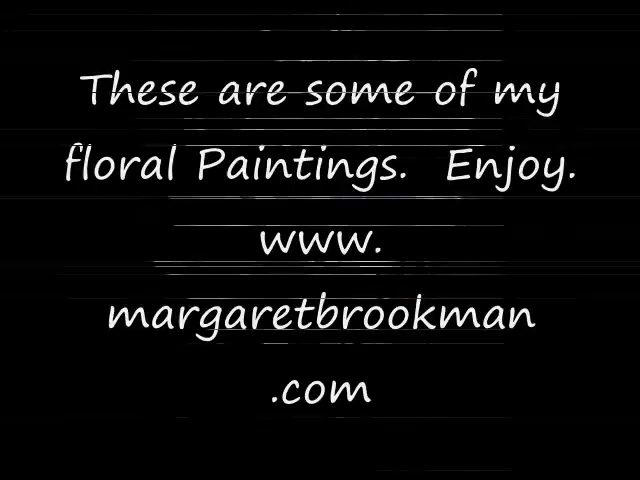 These are some of my
floral Paintings.  Enjoy.
www.
margaretbrookman
.com